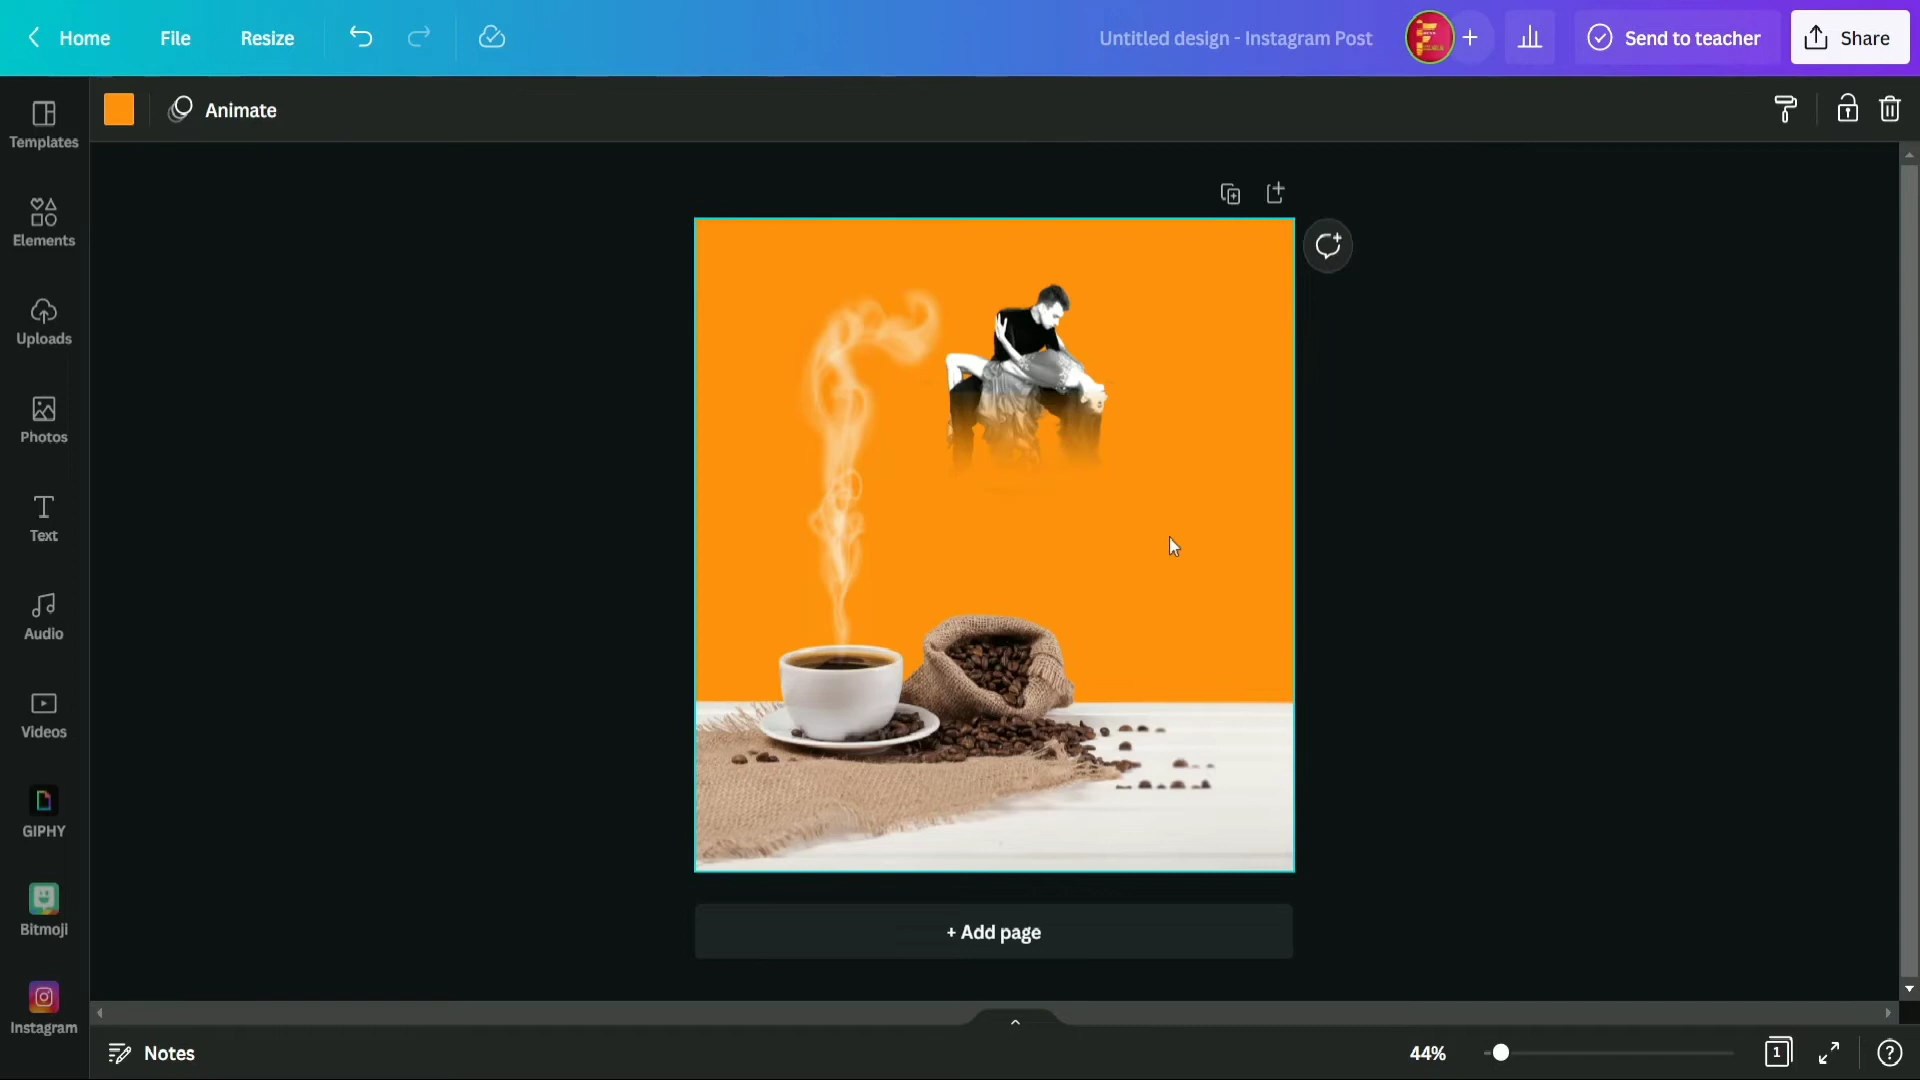 Home
File
Resize
Untitled design - Instagram Post
Send to teacher
Share
Animate
Templates
Elements
Uploads
Photos
Text
Audio
Videos
GIPHY
Bitmoji
Instagram
+ Add page
Notes
44%
1
?